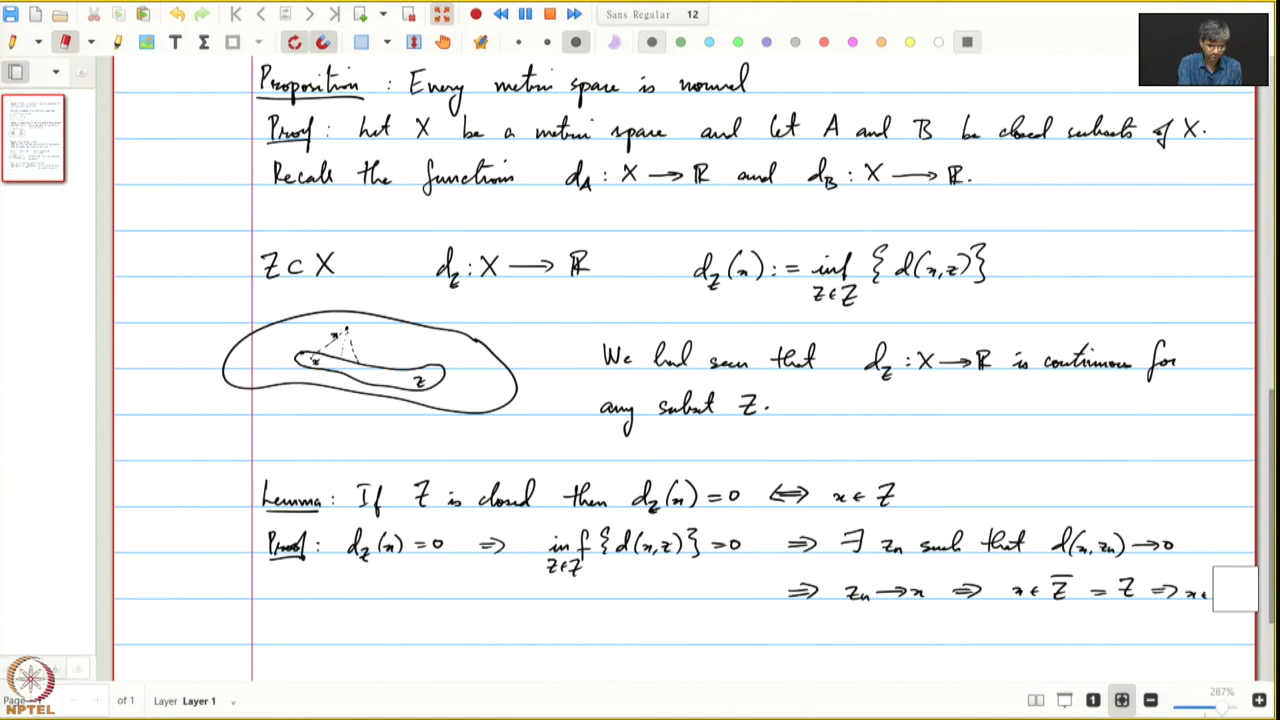 Sans Regular 12
Proposition : Every metric space is normal
Proof : Let X be a metric space and let A and B be closed subsets of X.
Recall the functions d_A : X → ℝ and d_B : X → ℝ.
Z ⊂ X d_Z : X → ℝ d_Z(x) := inf_{z∈Z} {d(x,z)}
x
z
Z
We had seen that d_Z : X → ℝ is continuous for
any subset Z.
Lemma : If Z is closed then d_Z(x) = 0 ⟺ x ∈ Z
Proof : d_Z(x) = 0 ⇒ inf_{z∈Z} {d(x,z)} = 0 ⇒ ∃ z_n such that d(x,z_n) → 0
⇒ z_n → x ⇒ x ∈ Z̄ = Z ⇒ x ∈
287%
Page of 1 Layer Layer 1
NPTEL